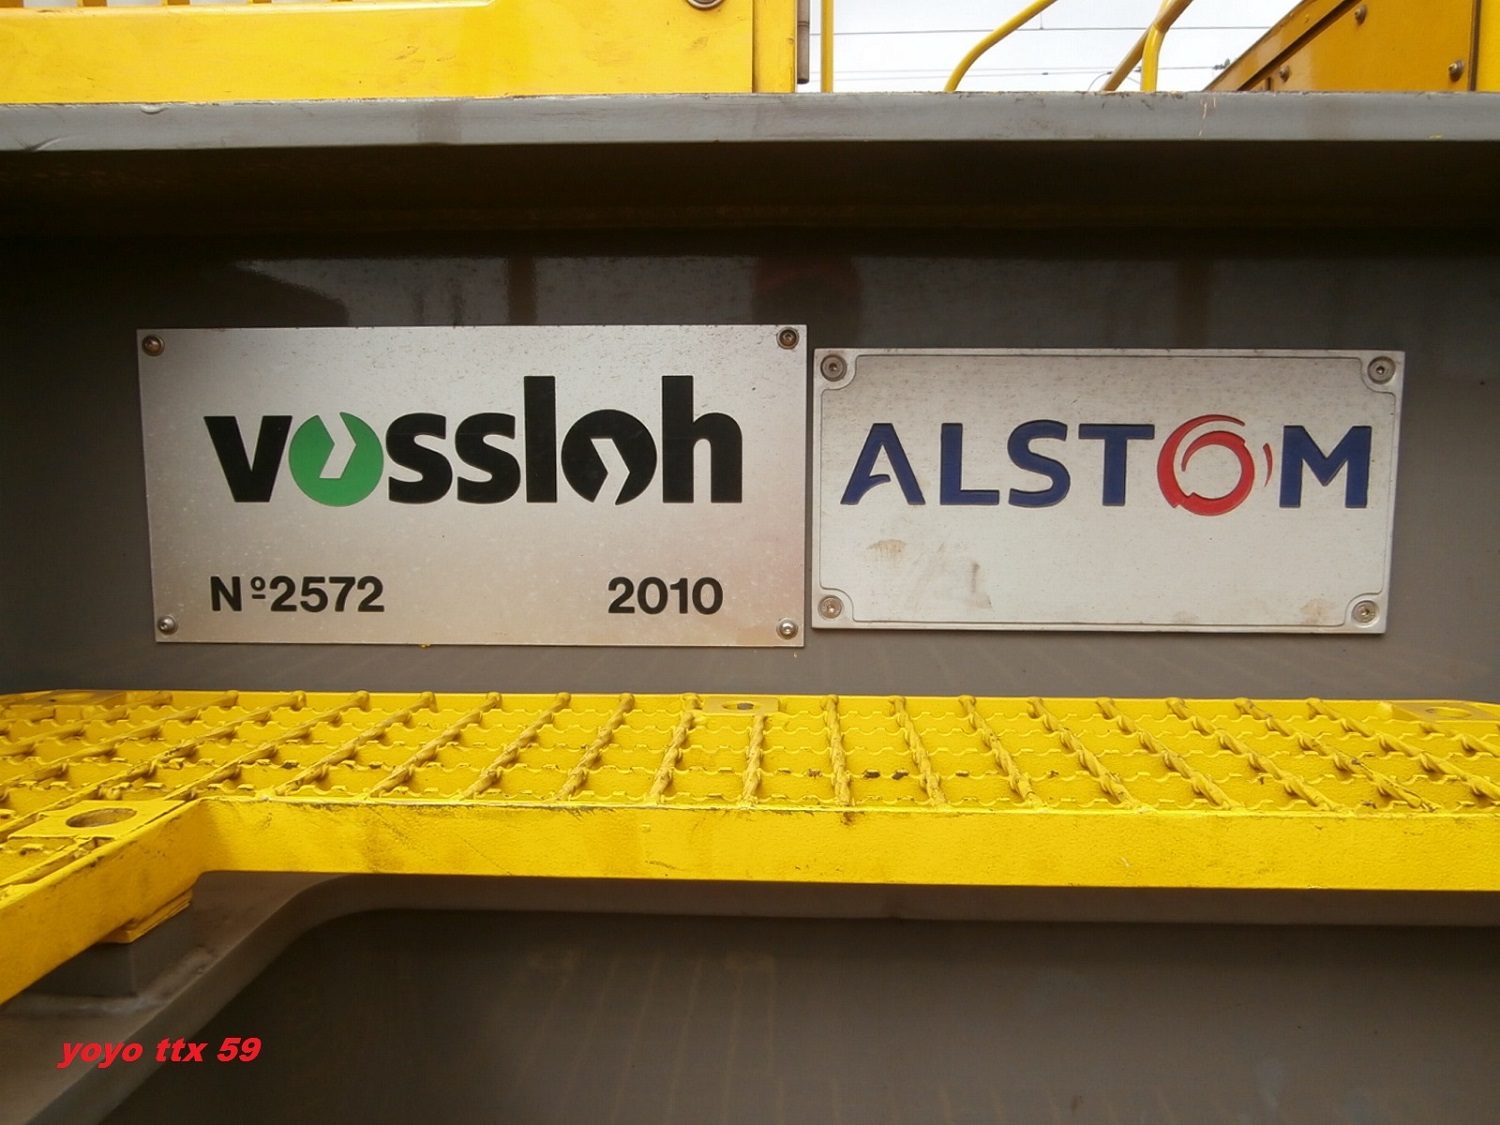 vossloh
Nº2572 2010
ALSTOM
yoyo ttx 59